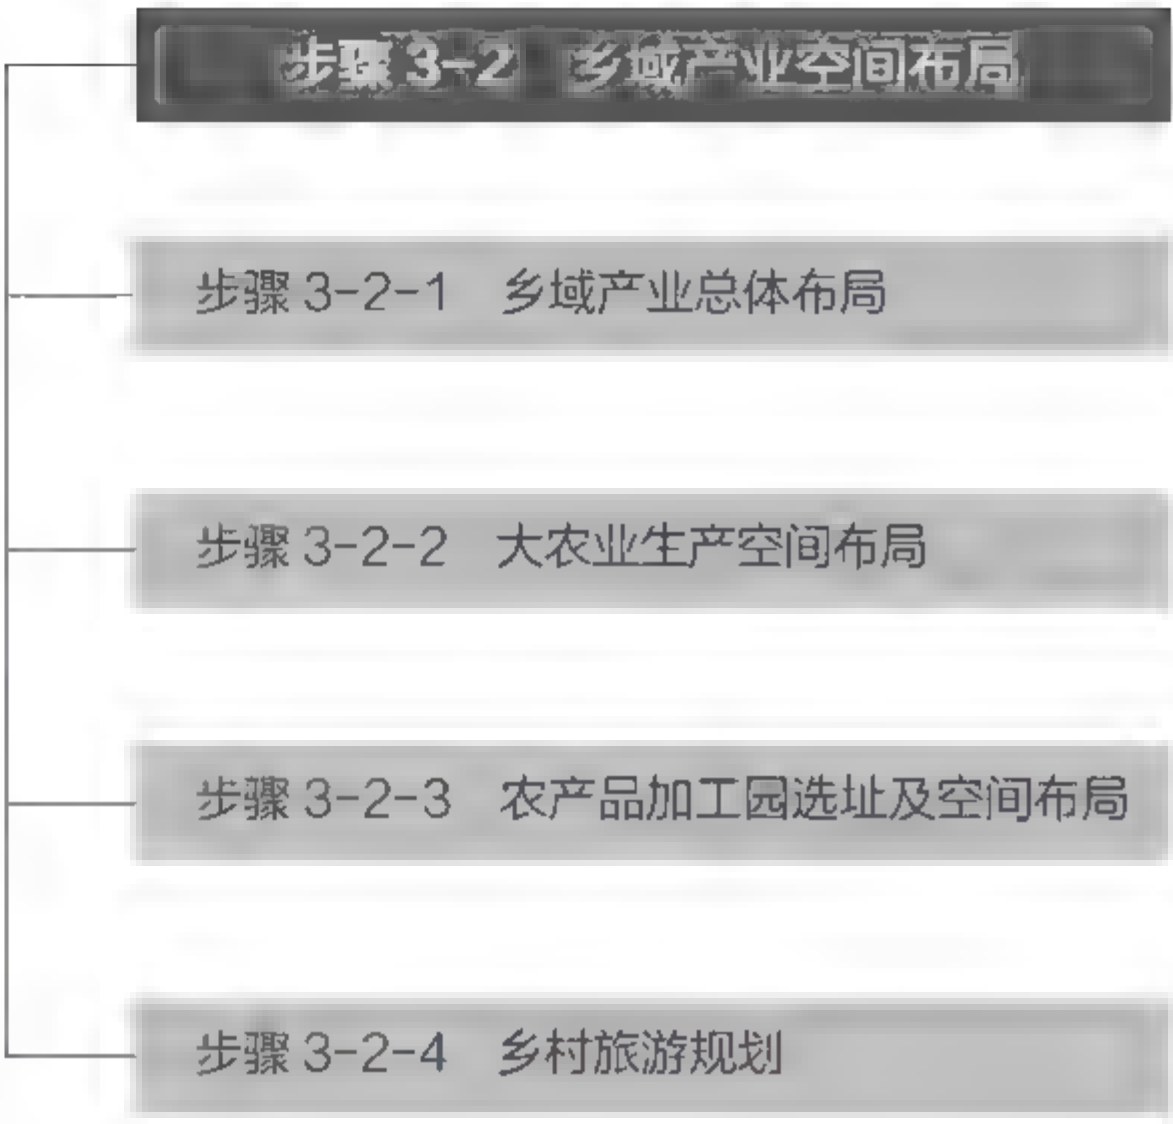 步骤 3-2 乡域产业空间布局
步骤 3-2-1 乡域产业总体布局
步骤 3-2-2 大农业生产空间布局
步骤 3-2-3 农产品加工园选址及空间布局
步骤 3-2-4 乡村旅游规划